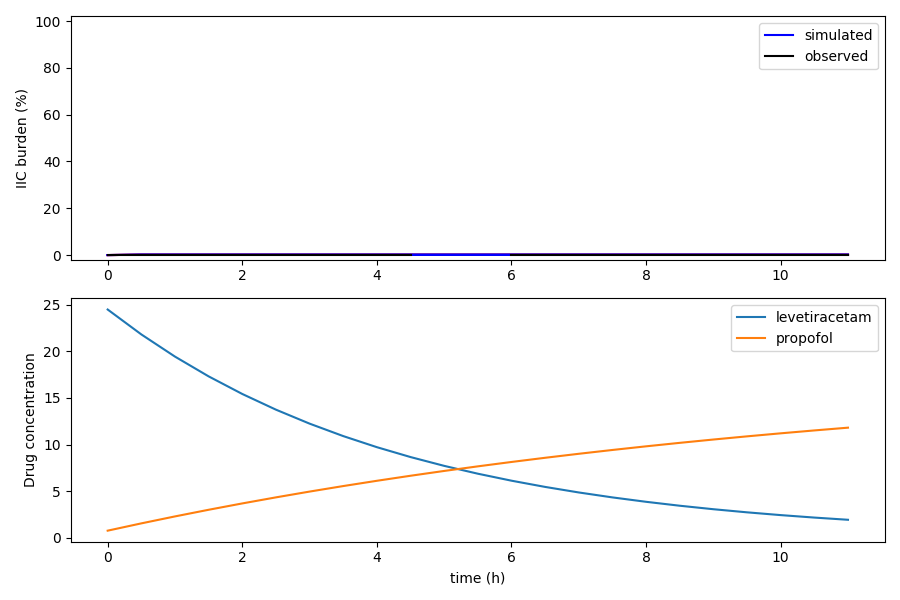 100
80
60
40
20
0
IIC burden (%)
simulated
observed
0 2 4 6 8 10
25
20
15
10
5
0
Drug concentration
levetiracetam
propofol
0 2 4 6 8 10
time (h)